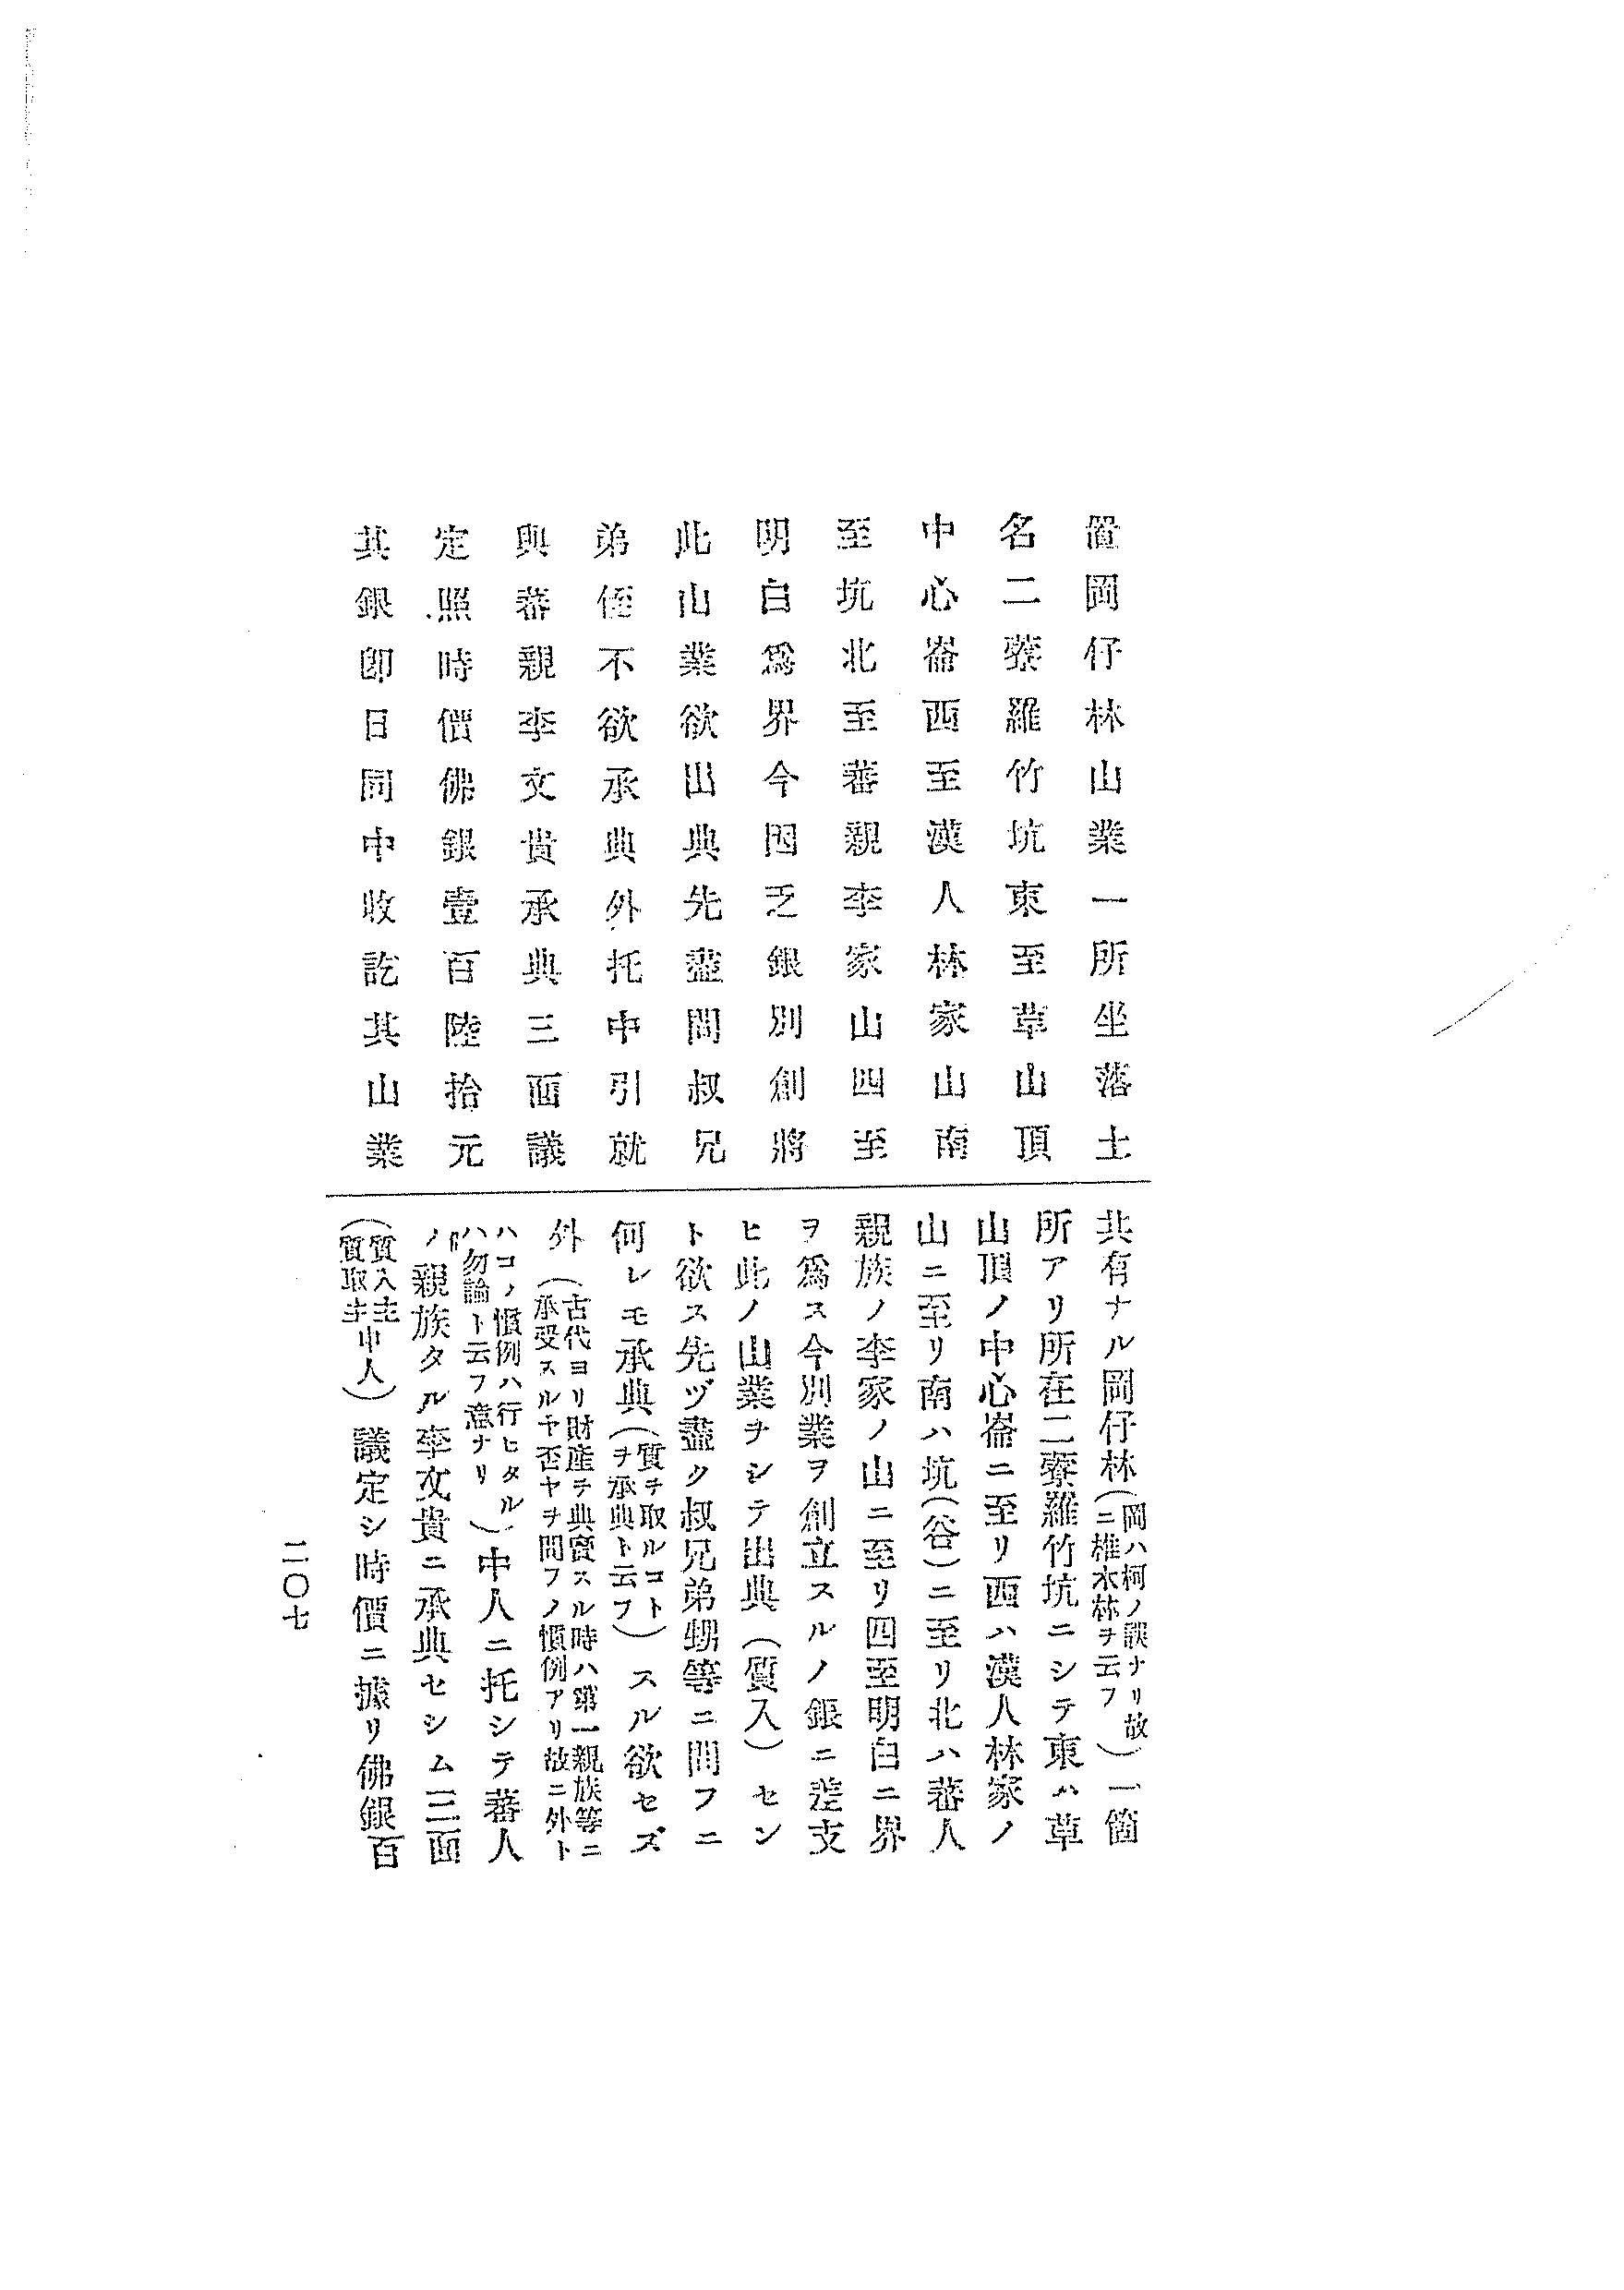 置岡仔林山業一所坐落土
名二藔羅竹坑東至草山頂
中心崙西至漢人林家山南
至坑北至蕃親李家山四至
明白爲界今因乏銀別創將
此山業欲出典先盡問叔兄
弟侄不欲承典外托中引就
與蕃親李文貴承典三面議
定照時價佛銀壹百陸拾元
其銀卽日同中收訖其山業
共有ナル岡仔林(岡ハ柯ノ誤ナリ故ニ椎木林ヲ云フ)一箇
所アリ所在二藔羅竹坑ニシテ東ハ草
山頂ノ中心崙ニ至リ西ハ漢人林家ノ
山ニ至リ南ハ坑(谷)ニ至リ北ハ蕃人
親族ノ李家ノ山ニ至リ四至明白ニ界
ヲ爲ス今別業ヲ創立スルノ銀ニ差支
ヒ此ノ山業ヲシテ出典(質入)セン
ト欲ス先ヅ盡ク叔兄弟甥等ニ問フニ
何レモ承典(質ヲ取ルコトヲ承典ト云フ)スル欲セズ
外(古代ヨリ財產ヲ典賣スル時ハ第一親族等ニ承受スルヤ否ヤヲ問フノ慣例アリ故ニ外ト
ハコノ慣例ハ行ヒタルハ勿論ト云フ意ナリ)中人ニ托シテ蕃人
ノ親族タル李文貴ニ承典セシム三面
(質入主質取主中人)議定シ時價ニ據リ佛銀百
二〇七